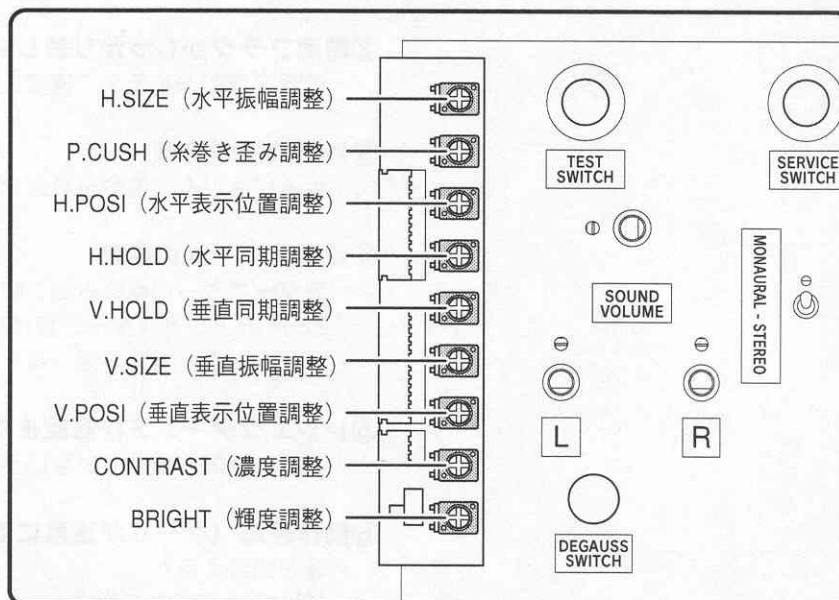 H.SIZE（水平振幅調整）
P.CUSH（糸巻き歪み調整）
H.POSI（水平表示位置調整）
H.HOLD（水平同期調整）
V.HOLD（垂直同期調整）
V.SIZE（垂直振幅調整）
V.POSI（垂直表示位置調整）
CONTRAST（濃度調整）
BRIGHT（輝度調整）
TEST
SWITCH
SERVICE
SWITCH
SOUND
VOLUME
MONAURAL - STEREO
L
R
DEGAUSS
SWITCH